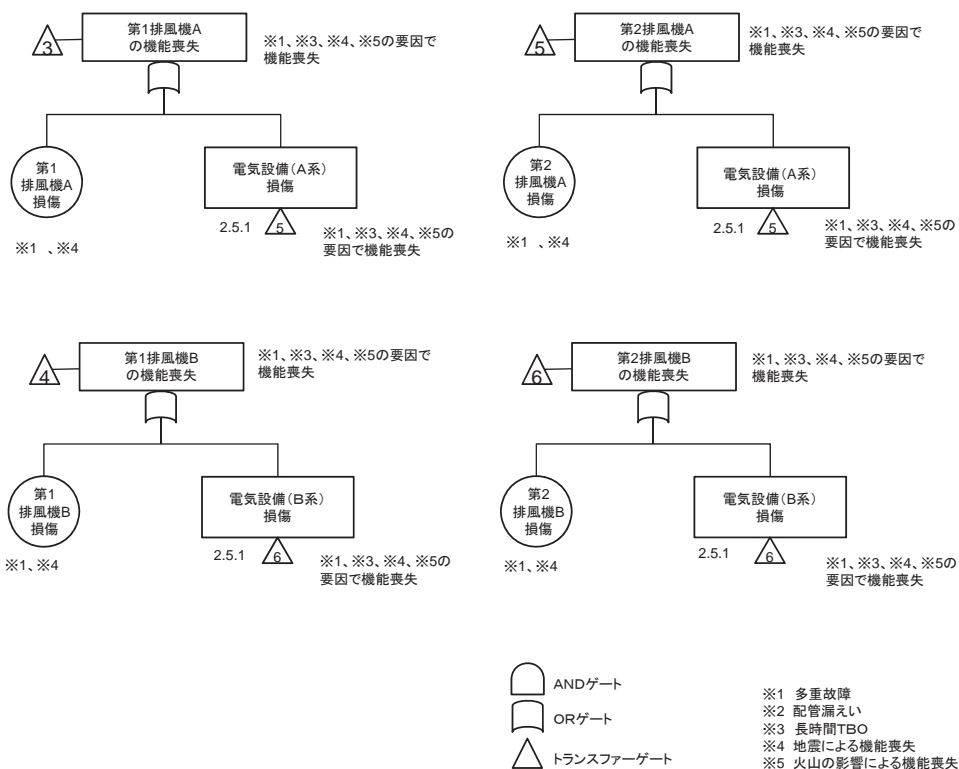 3
第1排風機A
の機能喪失
※1、※3、※4、※5の要因で
機能喪失
第1
排風機A
損傷
※1 、※4
電気設備(A系)
損傷
2.5.1
5
※1、※3、※4、※5の
要因で機能喪失
5
第2排風機A
の機能喪失
※1、※3、※4、※5の要因で
機能喪失
第2
排風機A
損傷
※1 、※4
電気設備(A系)
損傷
2.5.1
5
※1、※3、※4、※5の
要因で機能喪失
4
第1排風機B
の機能喪失
※1、※3、※4、※5の要因で
機能喪失
第1
排風機B
損傷
※1、※4
電気設備(B系)
損傷
2.5.1
6
※1、※3、※4、※5の
要因で機能喪失
6
第2排風機B
の機能喪失
※1、※3、※4、※5の要因で
機能喪失
第2
排風機B
損傷
※1、※4
電気設備(B系)
損傷
2.5.1
6
※1、※3、※4、※5の
要因で機能喪失
ANDゲート
ORゲート
トランスファーゲート
※1 多重故障
※2 配管漏えい
※3 長時間TBO
※4 地震による機能喪失
※5 火山の影響による機能喪失